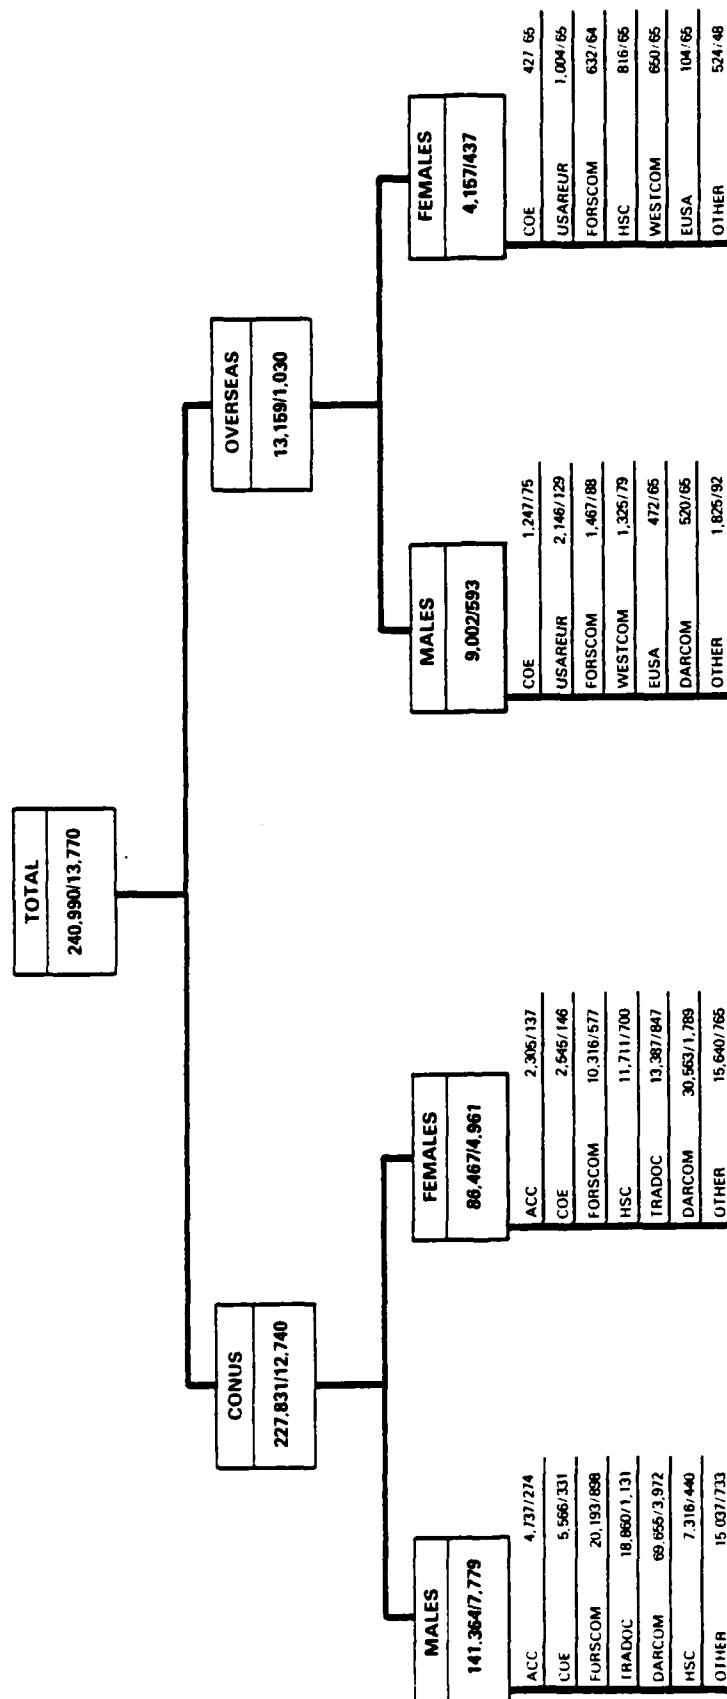 TOTAL
240,990/13,770
CONUS
227,831/12,740
OVERSEAS
13,159/1,030
MALES
141,364/7,779
FEMALES
86,467/4,961
MALES
9,002/593
FEMALES
4,157/437
ACC 4,737/274
COE 5,566/331
FORSCOM 20,193/898
TRADOC 18,860/1,131
DARCOM 69,655/3,972
HSC 7,316/440
OTHER 15,037/733
ACC 2,305/137
COE 2,545/146
FORSCOM 10,316/577
HSC 11,711/700
TRADOC 13,387/847
DARCOM 30,563/1,789
OTHER 15,640/765
COE 1,247/75
USAREUR 2,146/129
FORSCOM 1,467/88
WESTCOM 1,325/79
EUSA 472/65
DARCOM 520/65
OTHER 1,825/92
COE 427/65
USAREUR 1,004/65
FORSCOM 632/64
HSC 816/65
WESTCOM 650/65
EUSA 104/65
OTHER 524/48